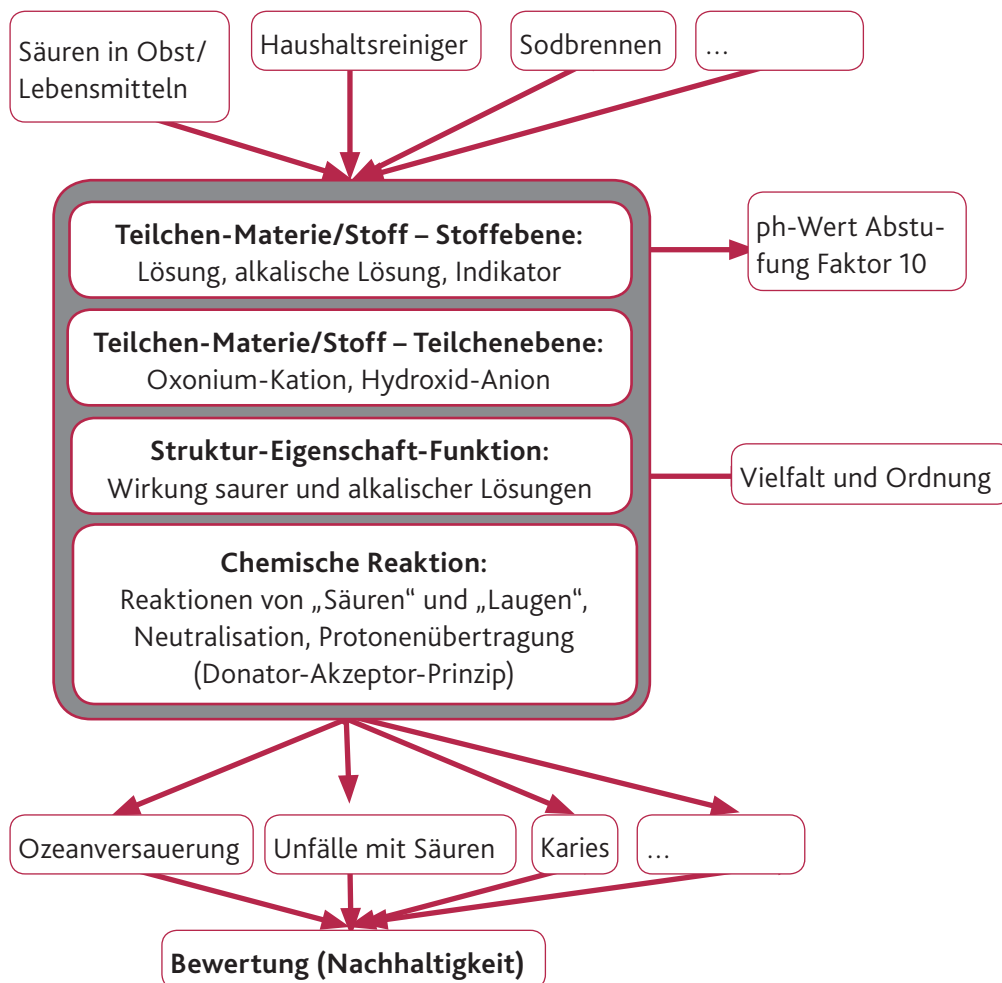 Säuren in Obst/
Lebensmitteln
Haushaltsreiniger
Sodbrennen
…
Teilchen-Materie/Stoff – Stoffebene:
Lösung, alkalische Lösung, Indikator
ph-Wert Abstu-
fung Faktor 10
Teilchen-Materie/Stoff – Teilchenebene:
Oxonium-Kation, Hydroxid-Anion
Struktur-Eigenschaft-Funktion:
Wirkung saurer und alkalischer Lösungen
Vielfalt und Ordnung
Chemische Reaktion:
Reaktionen von „Säuren“ und „Laugen“,
Neutralisation, Protonenübertragung
(Donator-Akzeptor-Prinzip)
Ozeanversauerung
Unfälle mit Säuren
Karies
…
Bewertung (Nachhaltigkeit)